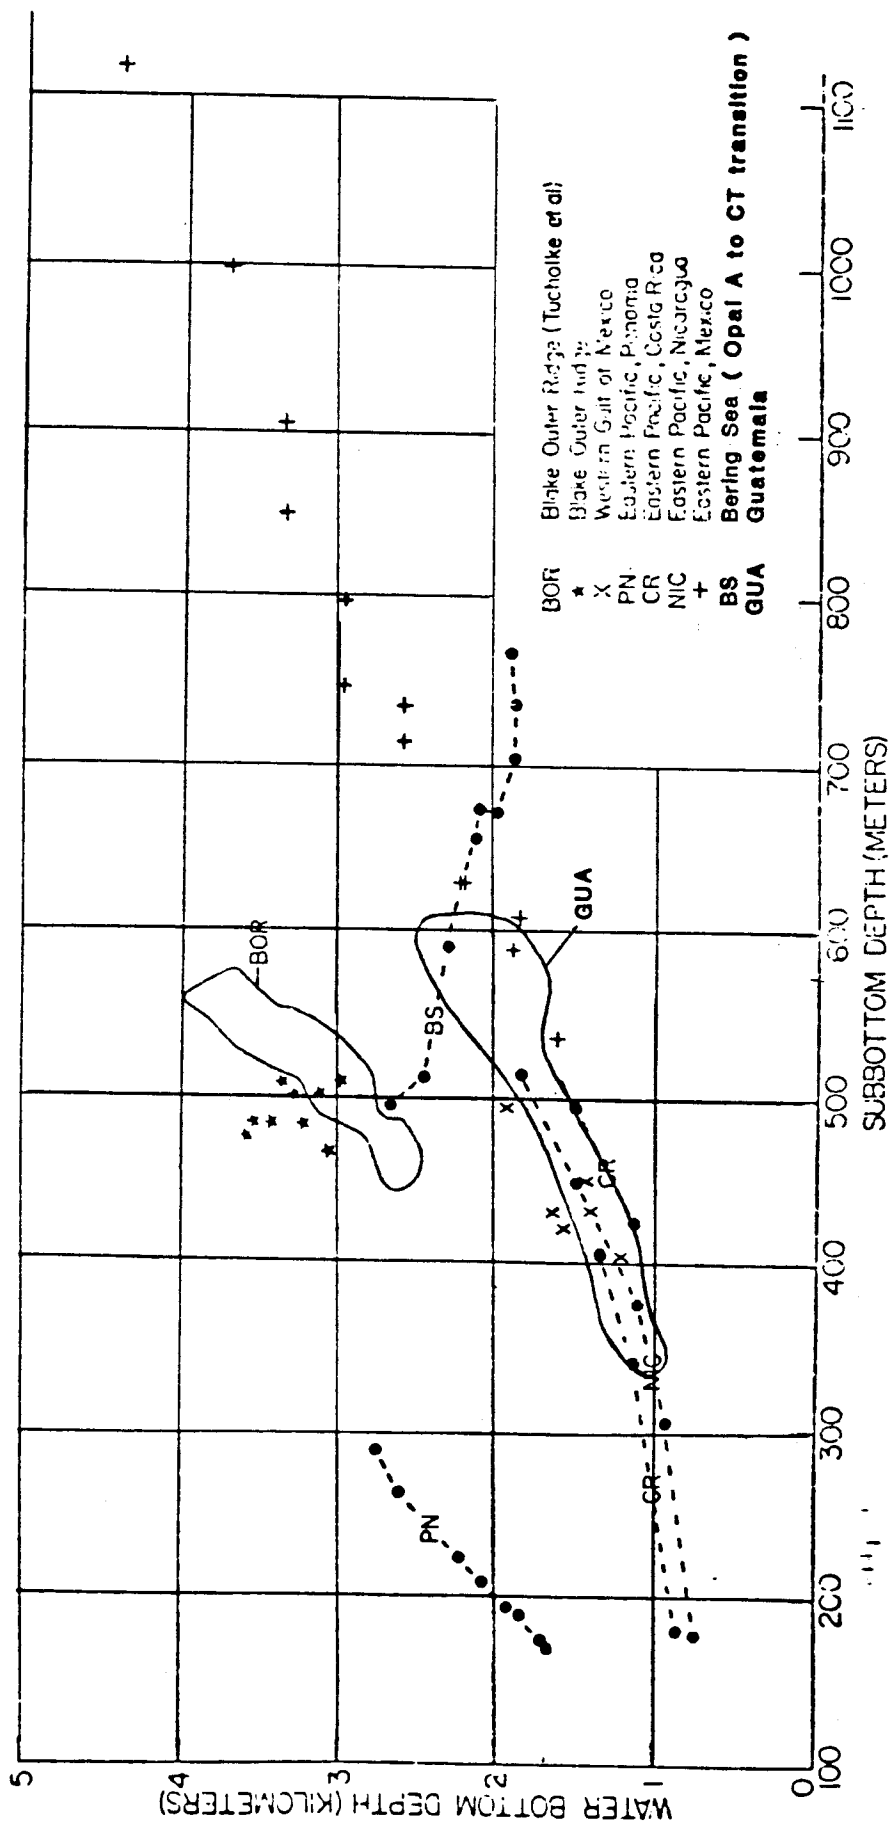 WATER BOTTOM DEPTH (KILOMETERS)
5
4
3
2
1
0
100
200
300
400
500
600
700
800
900
1000
1100
SUBBOTTOM DEPTH (METERS)
PN
BOR
BS
GUA
CR
NIC
CR
BOR Blake Outer Ridge (Tucholke et al)
★ Blake Outer Ridge
X Western Gulf of Mexico
PN Eastern Pacific, Panama
CR Eastern Pacific, Costa Rica
NIC Eastern Pacific, Nicaragua
+ Eastern Pacific, Mexico
BS Bering Sea ( Opal A to CT transition )
GUA Guatemala